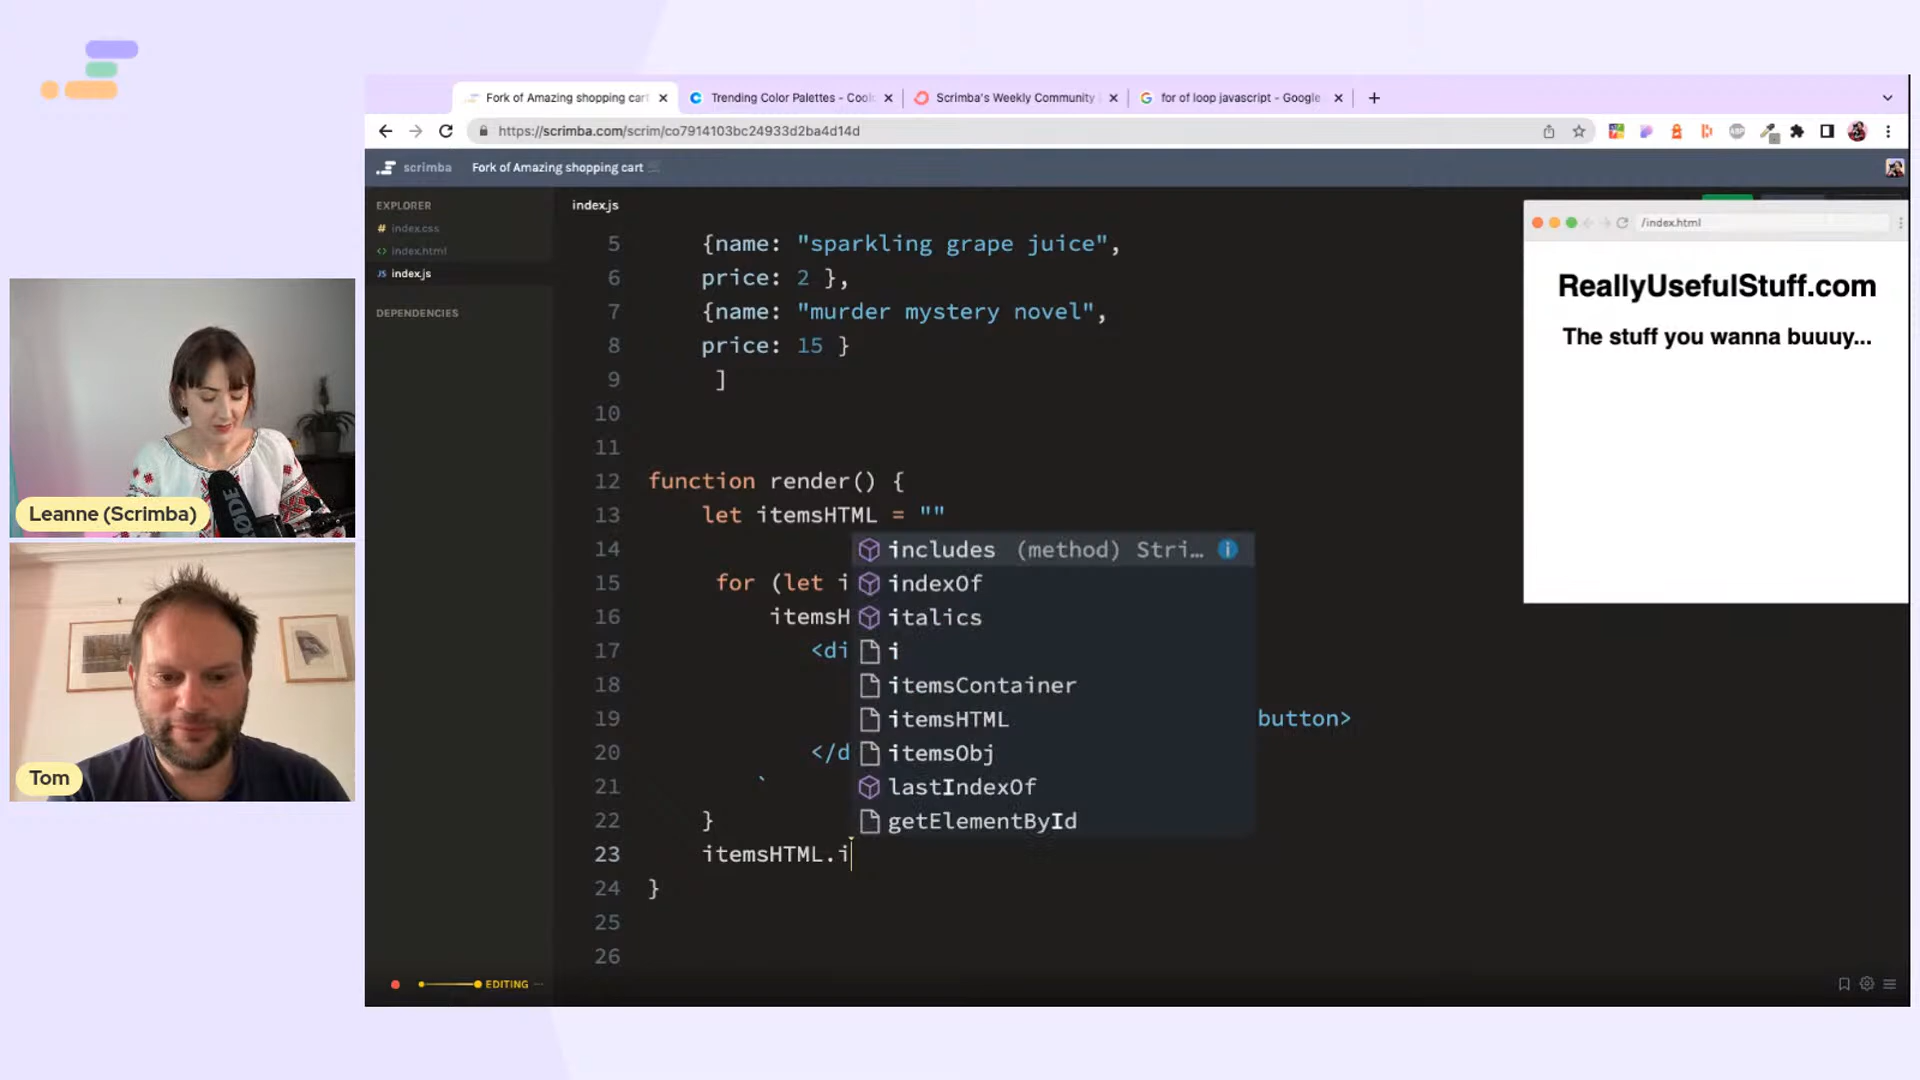 Fork of Amazing shopping cart
Trending Color Palettes - Cook
Scrimba's Weekly Community
for of loop javascript - Google
https://scrimba.com/scrim/co7914103bc24933d2ba4d14d
scrimba
Fork of Amazing shopping cart
EXPLORER
index.css
index.html
JS index.js
DEPENDENCIES
index.js
5 {name: "sparkling grape juice",
6 price: 2 },
7 {name: "murder mystery novel",
8 price: 15 }
9 ]
10
11
12 function render() {
13 let itemsHTML = ""
14
15 for (let i
16 itemsH
17 <di
18
19 button>
20 </d
21 `
22 }
23 itemsHTML.i
24 }
25
26
includes (method) Stri...
indexOf
italics
i
itemsContainer
itemsHTML
itemsObj
lastIndexOf
getElementById
/index.html
ReallyUsefulStuff.com
The stuff you wanna buuuy...
Leanne (Scrimba)
RODE
Tom
EDITING